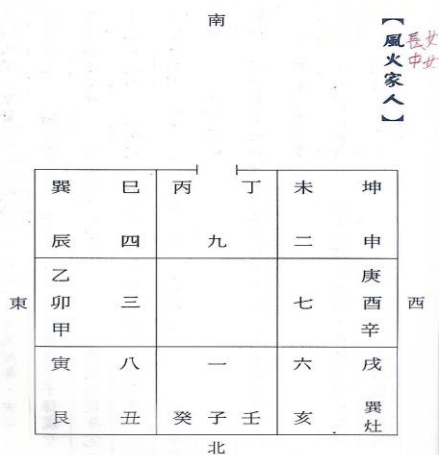 【風火家人】
長女
中女
南
巽 巳 丙 丁 未 坤
辰 四 九 二 申
乙 庚
東 卯 三 七 酉 西
甲 辛
寅 八 一 六 戌
艮 丑 癸 子 壬 亥 巽灶
北